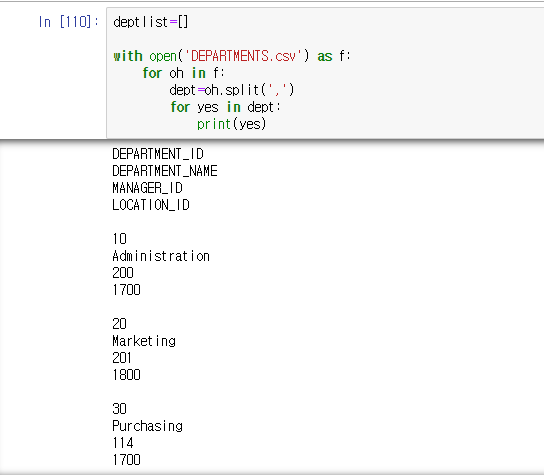 In [110]: deptlist=[]
with open('DEPARTMENTS.csv') as f:
for oh in f:
dept=oh.split(',')
for yes in dept:
print(yes)
DEPARTMENT_ID
DEPARTMENT_NAME
MANAGER_ID
LOCATION_ID
10
Administration
200
1700
20
Marketing
201
1800
30
Purchasing
114
1700